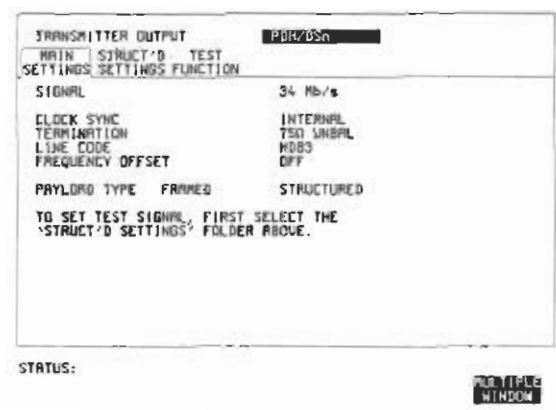 TRANSMITTER OUTPUT PDH/DSn
MAIN STRUCT'D TEST
SETTINGS SETTINGS FUNCTION
SIGNAL 34 Mb/s
CLOCK SYNC INTERNAL
TERMINATION 75Ω UNBAL
LINE CODE HDB3
FREQUENCY OFFSET OFF
PAYLOAD TYPE FRAMED STRUCTURED
TO SET TEST SIGNAL, FIRST SELECT THE
'STRUCT'D SETTINGS' FOLDER ABOVE.
STATUS:
MULTIPLE
WINDOW